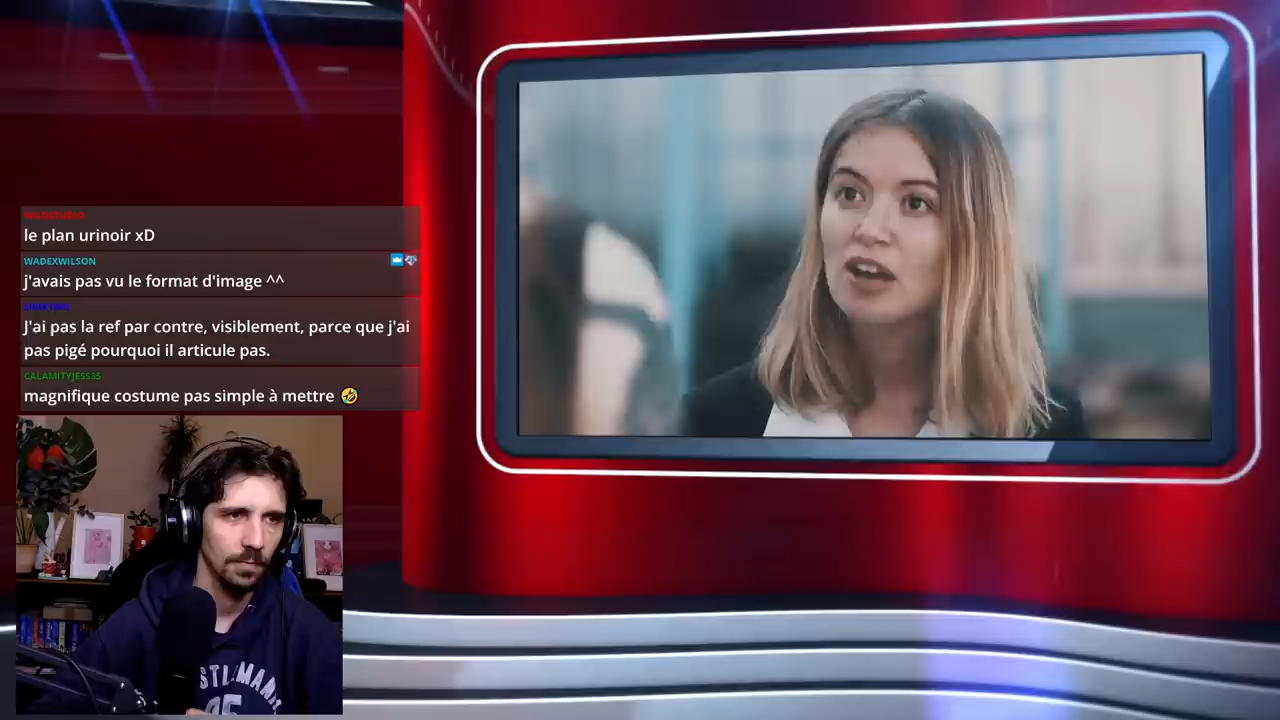 WILDSTUDIO
le plan urinoir xD
WADEXWILSON
j'avais pas vu le format d'image ^^
J'ai pas la ref par contre, visiblement, parce que j'ai
pas pigé pourquoi il articule pas.
CALAMITYJESS35
magnifique costume pas simple à mettre 🤣